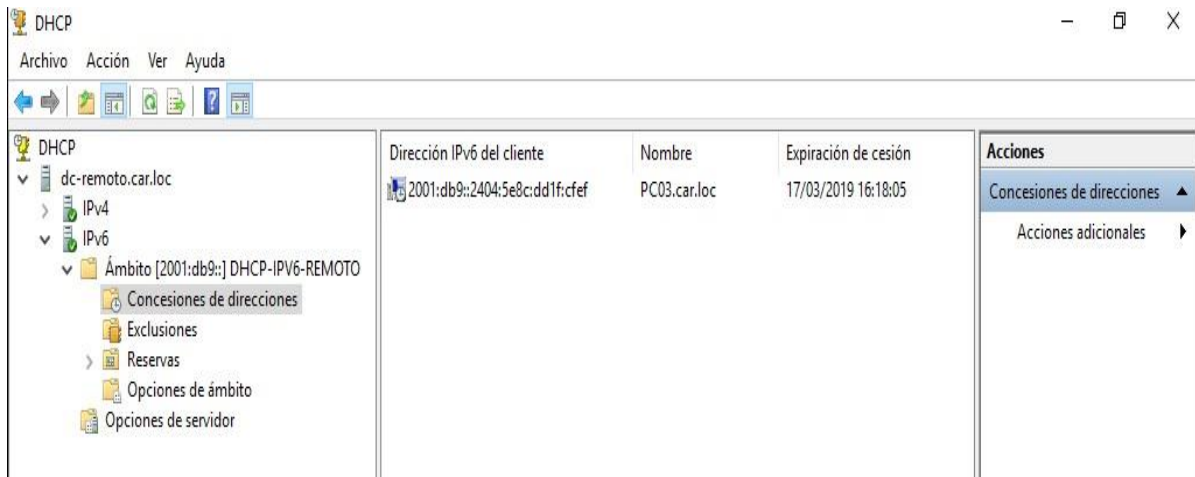 DHCP
Archivo Acción Ver Ayuda
DHCP
dc-remoto.car.loc
IPv4
IPv6
Ámbito [2001:db9::] DHCP-IPV6-REMOTO
Concesiones de direcciones
Exclusiones
Reservas
Opciones de ámbito
Opciones de servidor
Dirección IPv6 del cliente Nombre Expiración de cesión
2001:db9::2404:5e8c:dd1f:cfef PC03.car.loc 17/03/2019 16:18:05
Acciones
Concesiones de direcciones
Acciones adicionales